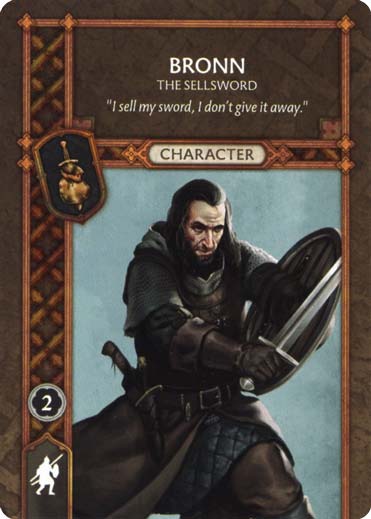 BRONN
THE SELLSWORD
"I sell my sword, I don't give it away."
CHARACTER
2